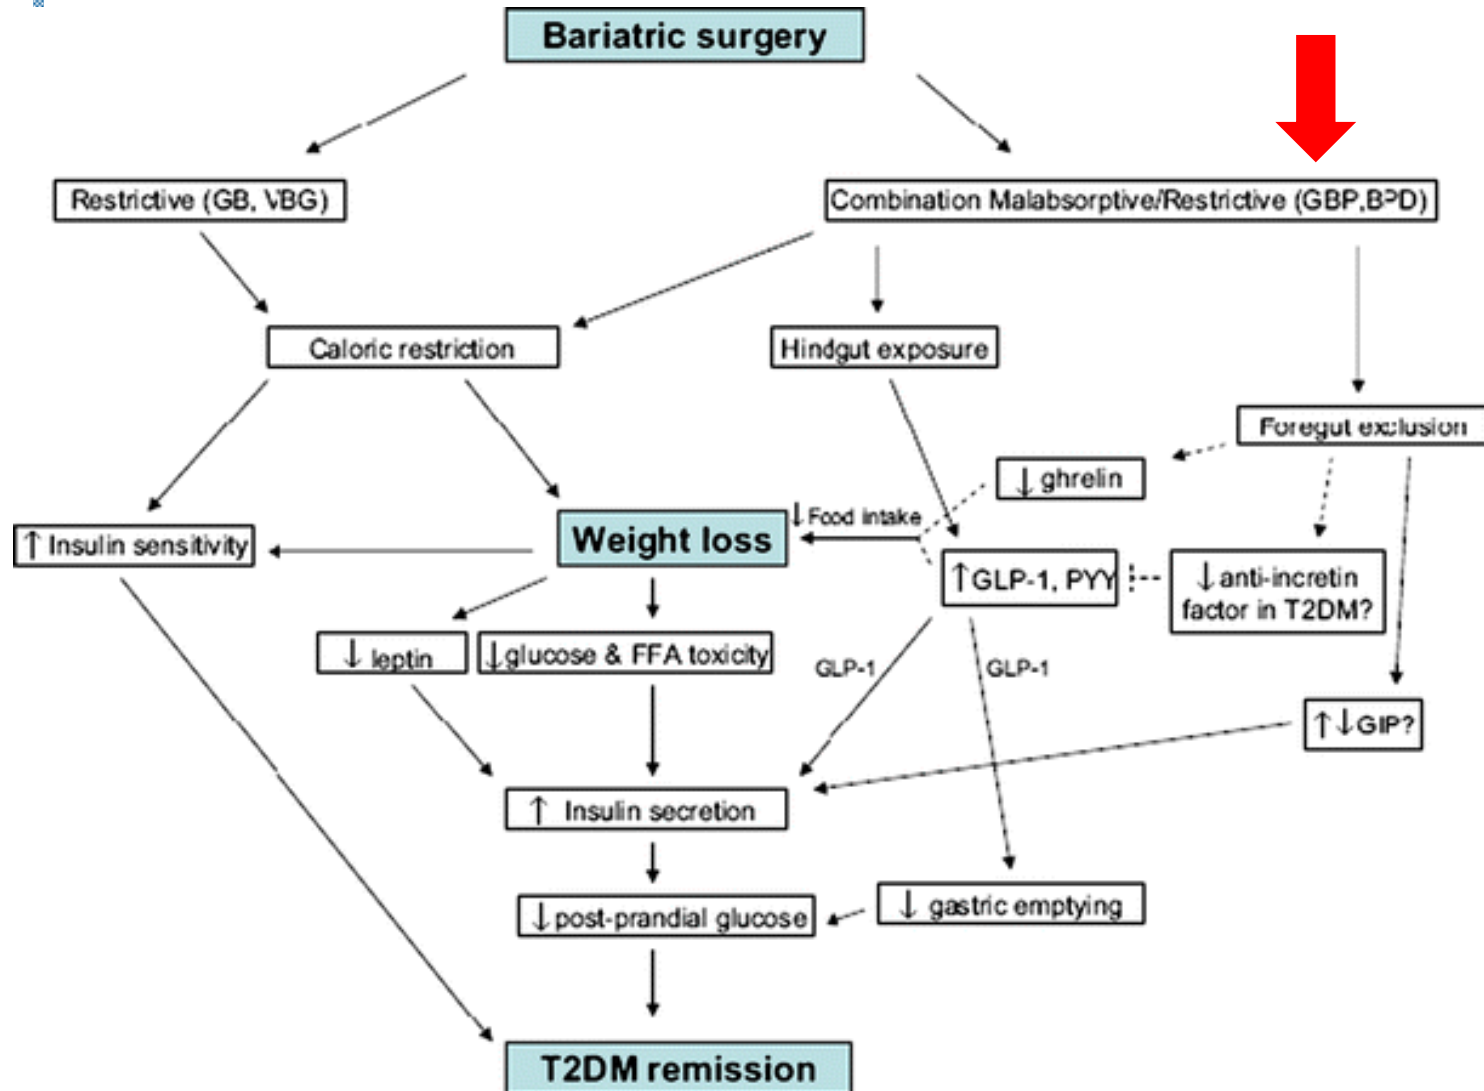 Bariatric surgery
Restrictive (GB, VBG)
Combination Malabsorptive/Restrictive (GBP,BPD)
Caloric restriction
Hindgut exposure
Foregut exclusion
↓ ghrelin
↓ Food intake
↑ Insulin sensitivity
Weight loss
↑ GLP-1, PYY
↓ anti-incretin
factor in T2DM?
↓ leptin
↓ glucose & FFA toxicity
GLP-1
GLP-1
↑↓ GIP?
↑ Insulin secretion
↓ post-prandial glucose
↓ gastric emptying
T2DM remission